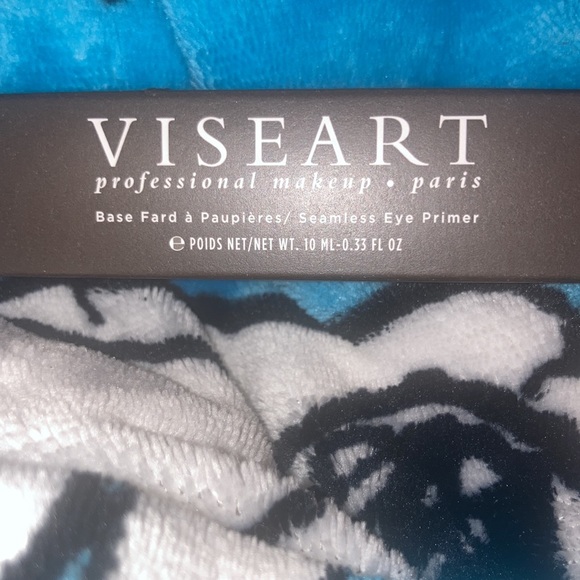 VISEART
professional makeup • paris
Base Fard à Paupières/ Seamless Eye Primer
℮ POIDS NET/NET WT. 10 ML-0.33 FL OZ